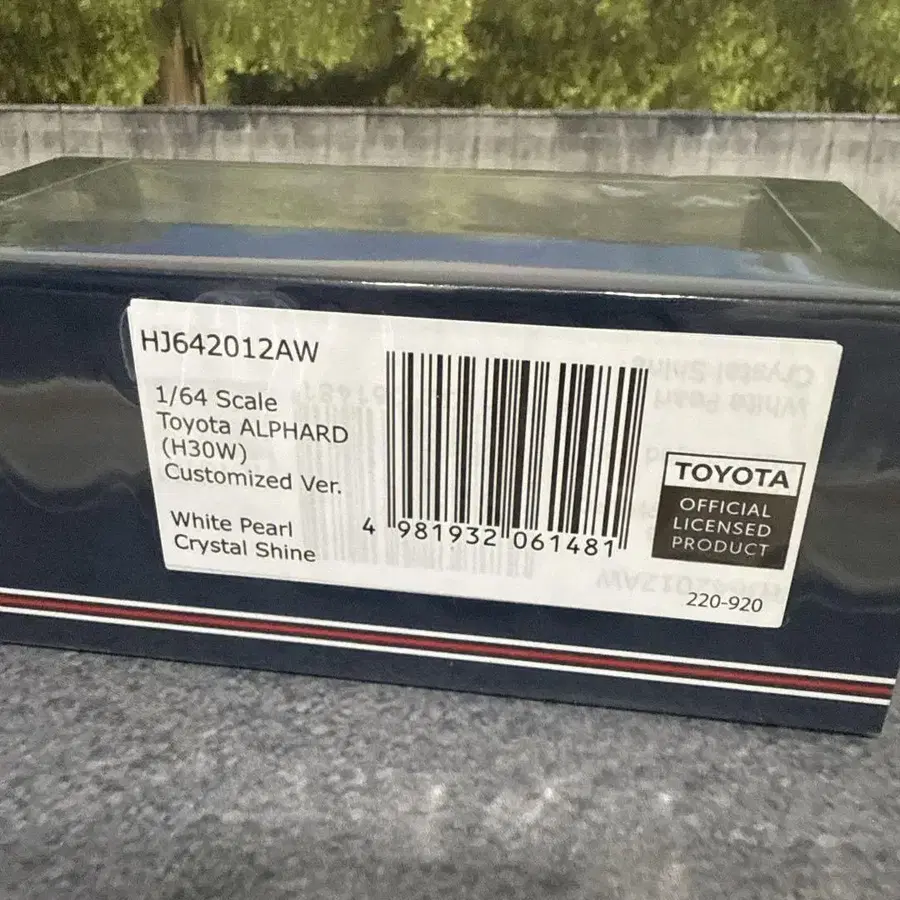 HJ642012AW
1/64 Scale
Toyota ALPHARD
(H30W)
Customized Ver.
White Pearl
Crystal Shine
4 981932 061481
TOYOTA
OFFICIAL
LICENSED
PRODUCT
220-920